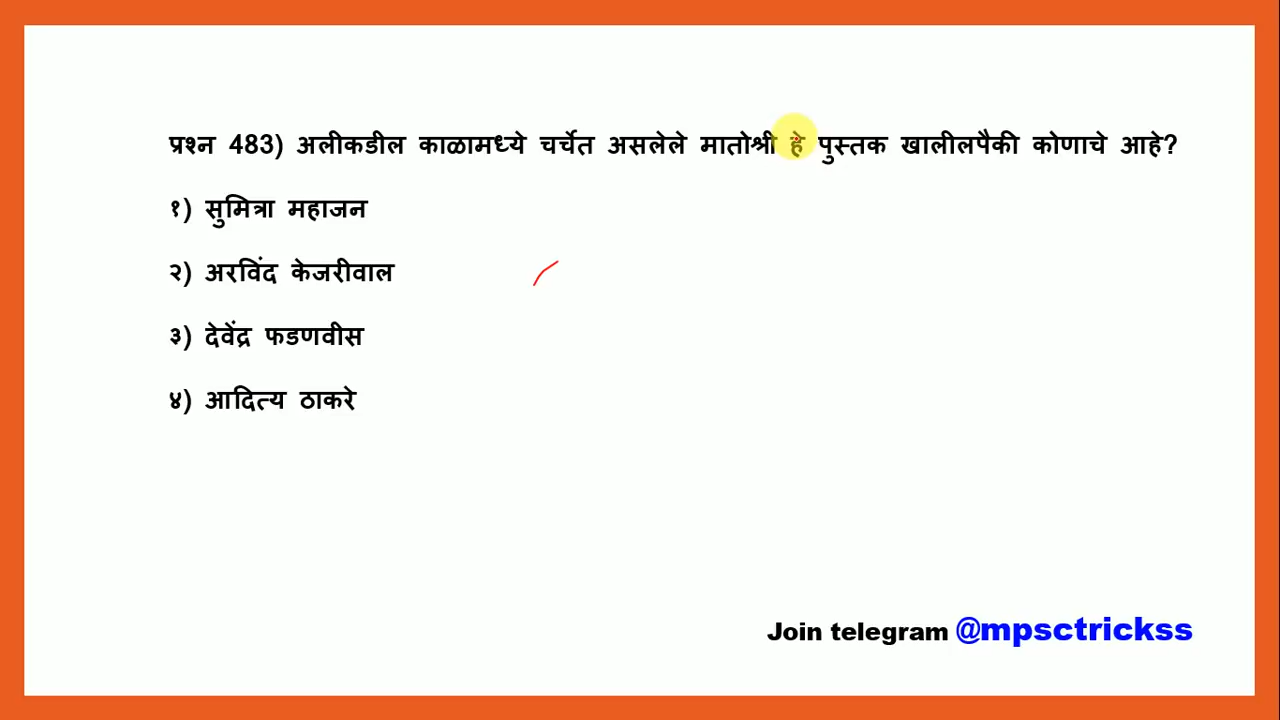 प्रश्न 483) अलीकडील काळामध्ये चर्चेत असलेले मातोश्री हे पुस्तक खालीलपैकी कोणाचे आहे?
१) सुमित्रा महाजन
२) अरविंद केजरीवाल
३) देवेंद्र फडणवीस
४) आदित्य ठाकरे
Join telegram @mpsctrickss